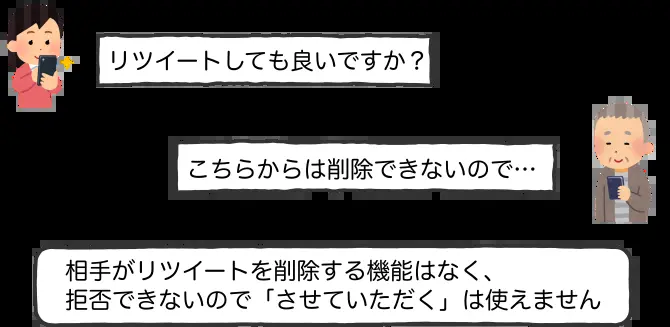 リツイートしても良いですか？
こちらからは削除できないので…
相手がリツイートを削除する機能はなく、
拒否できないので「させていただく」は使えません